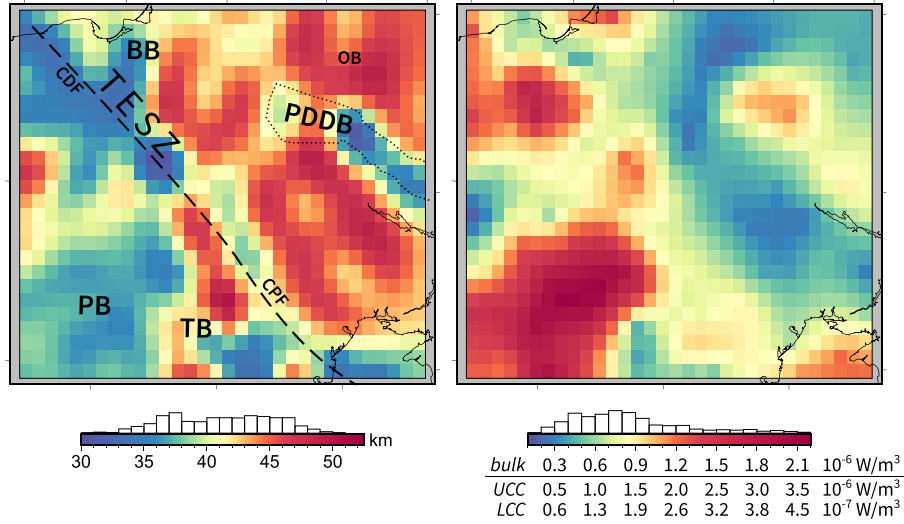 BB
OB
CDF
TESZ
PDDB
PB
TB
CPF
30 35 40 45 50 km
bulk 0.3 0.6 0.9 1.2 1.5 1.8 2.1 10⁻⁶ W/m³
UCC 0.5 1.0 1.5 2.0 2.5 3.0 3.5 10⁻⁶ W/m³
LCC 0.6 1.3 1.9 2.6 3.2 3.8 4.5 10⁻⁷ W/m³